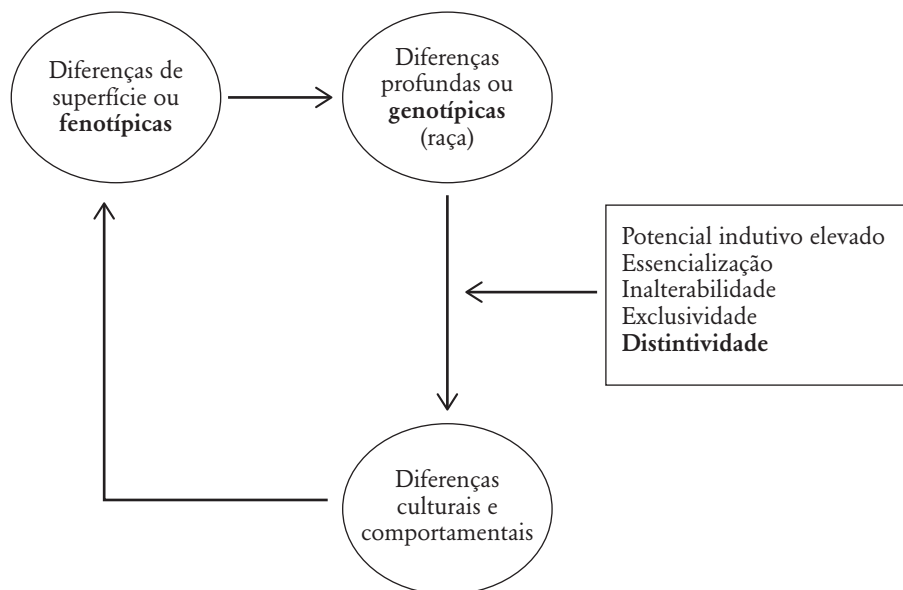 Diferenças de
superfície ou
fenotípicas
Diferenças
profundas ou
genotípicas
(raça)
Potencial indutivo elevado
Essencialização
Inalterabilidade
Exclusividade
Distintividade
Diferenças
culturais e
comportamentais